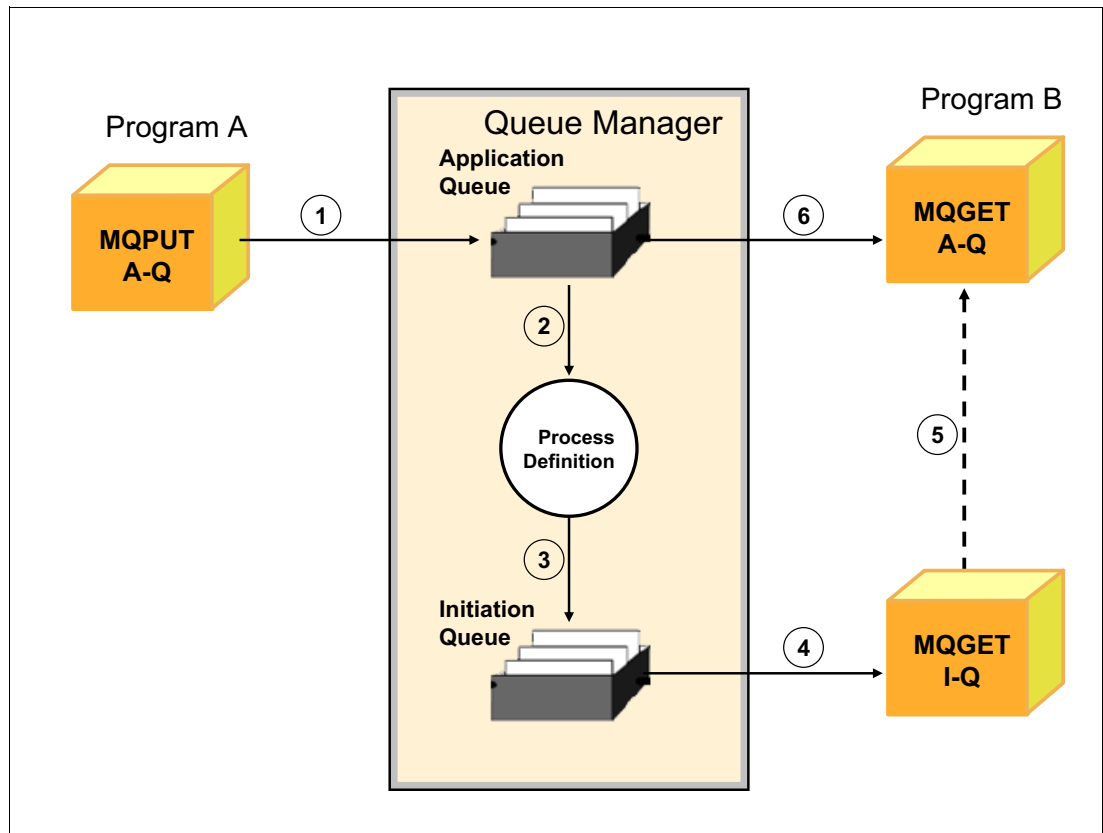 Program A
MQPUT
A-Q
1
Queue Manager
Application
Queue
2
Process
Definition
3
Initiation
Queue
Program B
6
MQGET
A-Q
5
4
MQGET
I-Q